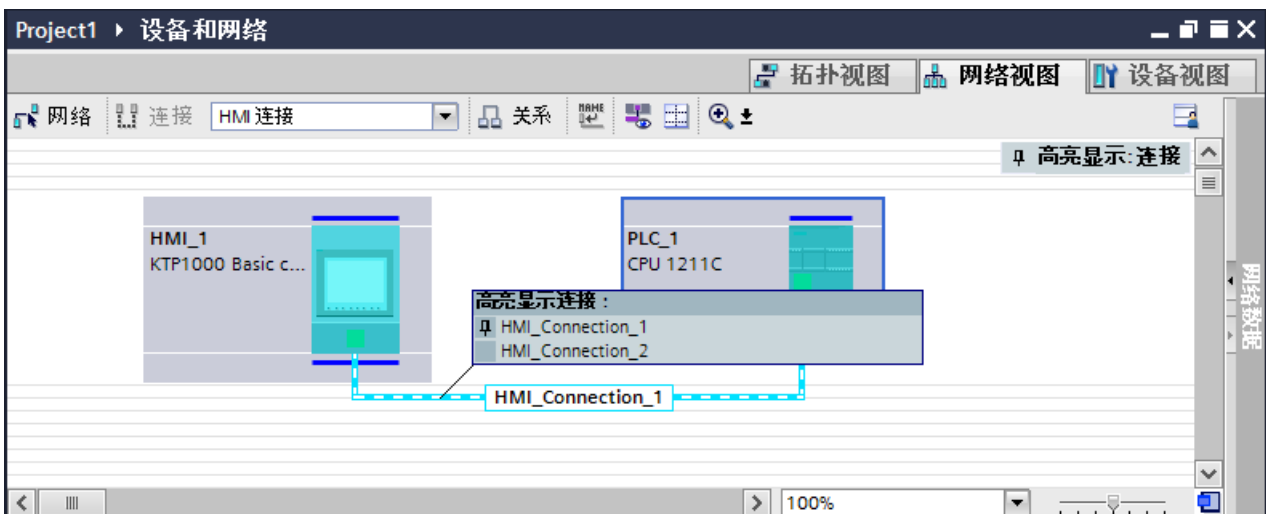 Project1 ▸ 设备和网络
拓扑视图 网络视图 设备视图
网络 连接 HMI 连接 关系
高亮显示:连接
HMI_1
KTP1000 Basic c...
PLC_1
CPU 1211C
高亮显示连接：
HMI_Connection_1
HMI_Connection_2
HMI_Connection_1
网络数据
100%